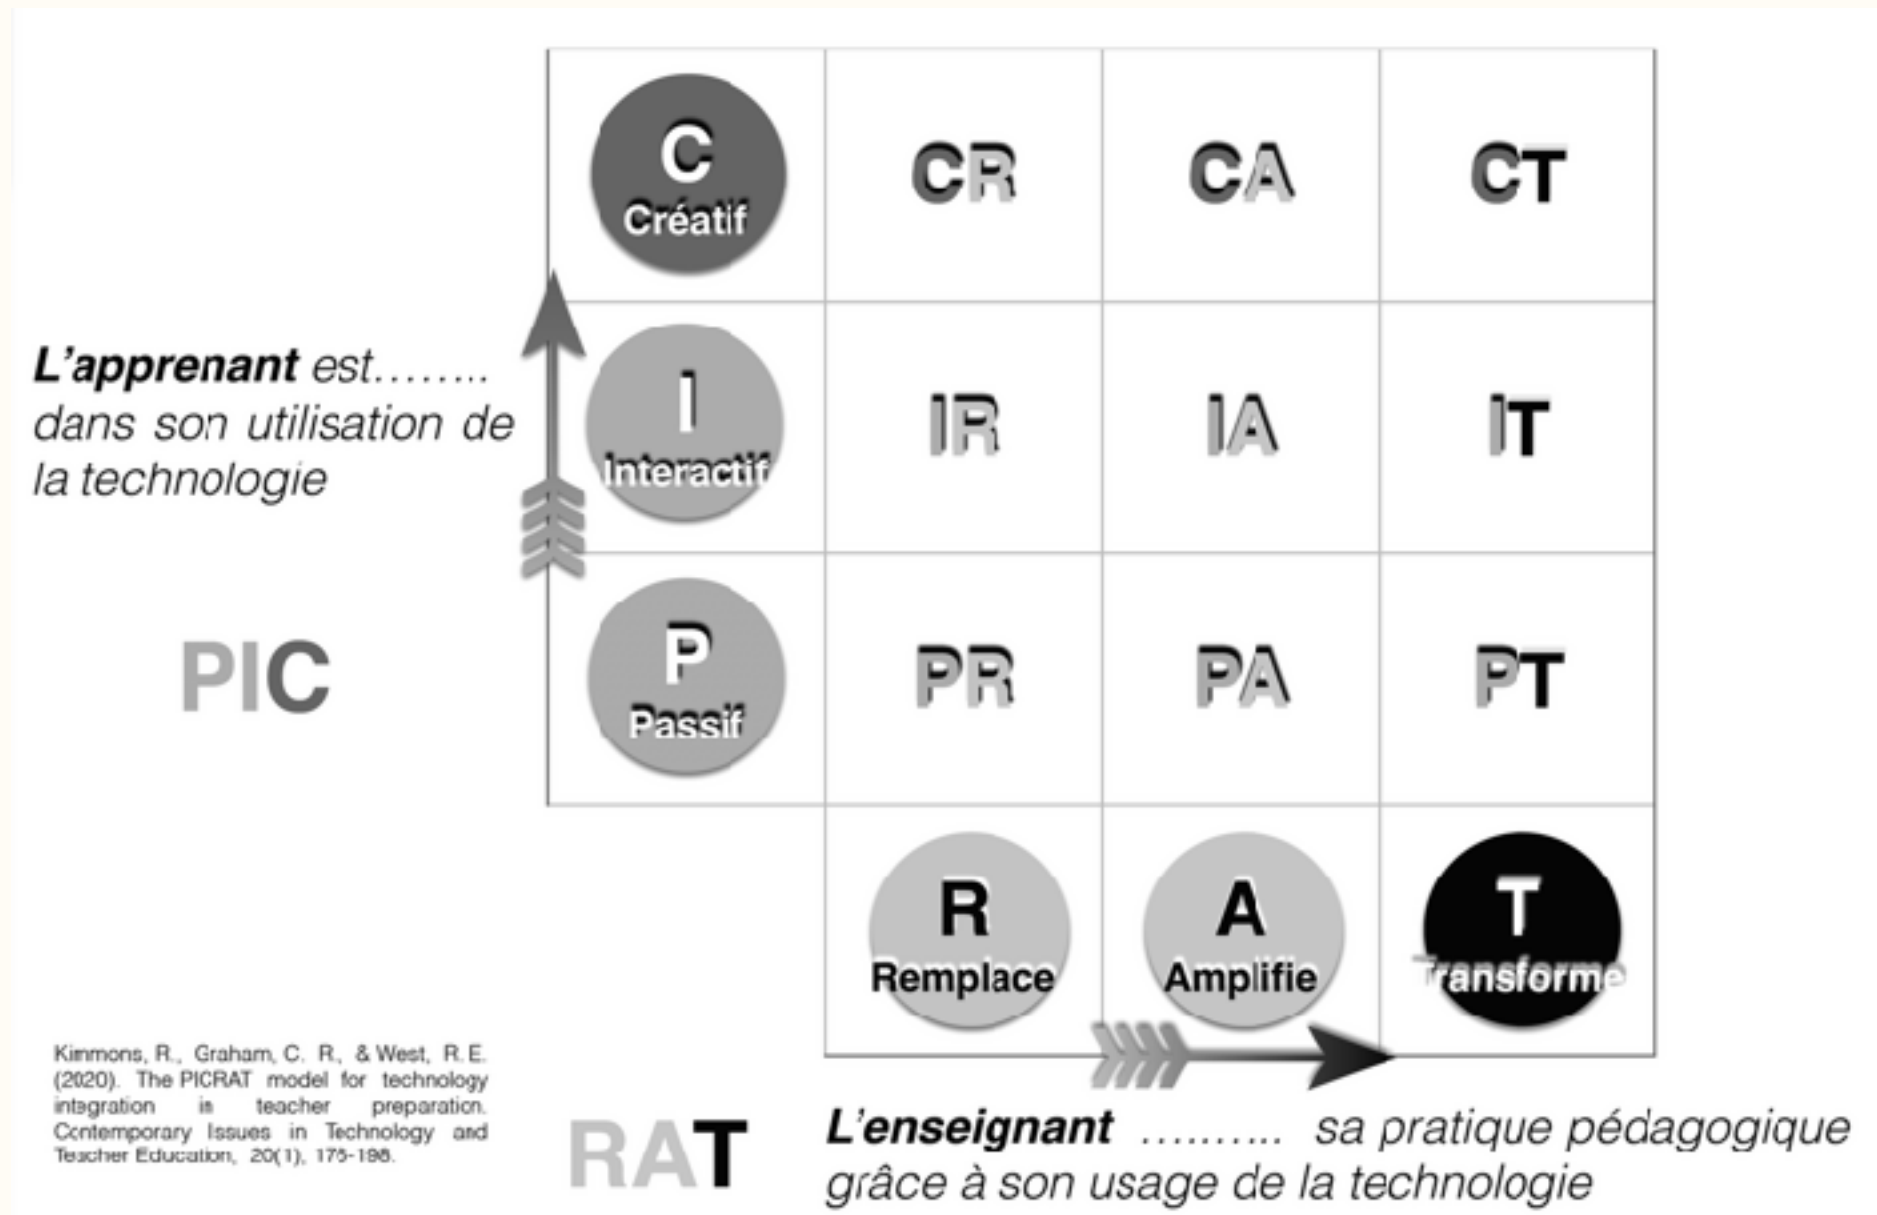 C
Créatif
CR
CA
CT
L'apprenant est........
dans son utilisation de
la technologie
I
Interactif
IR
IA
IT
PIC
P
Passif
PR
PA
PT
R
Remplace
A
Amplifie
T
Transforme
Kimmons, R., Graham, C. R., & West, R. E.
(2020). The PICRAT model for technology
integration in teacher preparation.
Contemporary Issues in Technology and
Teacher Education, 20(1), 175-198.
RAT
L'enseignant .......... sa pratique pédagogique
grâce à son usage de la technologie